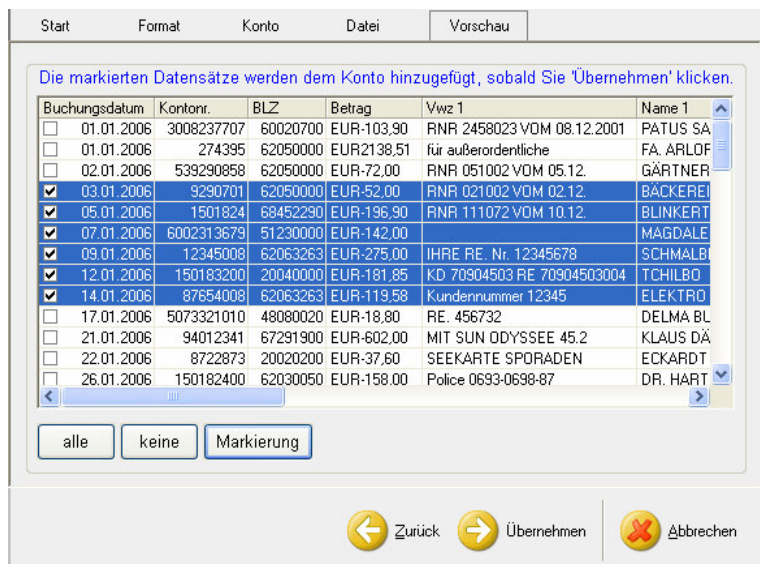 Start Format Konto Datei Vorschau
Die markierten Datensätze werden dem Konto hinzugefügt, sobald Sie 'Übernehmen' klicken.
Buchungsdatum Kontonr. BLZ Betrag Vwz 1 Name 1
01.01.2006 3008237707 60020700 EUR-103,90 RNR 2458023 VOM 08.12.2001 PATUS SA
01.01.2006 274395 62050000 EUR2138,51 für außerordentliche FA. ARLOF
02.01.2006 539290858 62050000 EUR-72,00 RNR 051002 VOM 05.12. GÄRTNER
03.01.2006 9290701 62050000 EUR-52,00 RNR 021002 VOM 02.12. BÄCKEREI
05.01.2006 1501824 68452290 EUR-196,90 RNR 111072 VOM 10.12. BLINKERT
07.01.2006 6002313679 51230000 EUR-142,00 MAGDALE
09.01.2006 12345008 62063263 EUR-275,00 IHRE RE. Nr. 12345678 SCHMALBI
12.01.2006 150183200 20040000 EUR-181,85 KD 70904503 RE 70904503004 TCHILBO
14.01.2006 87654008 62063263 EUR-119,58 Kundennummer 12345 ELEKTRO
17.01.2006 5073321010 48080020 EUR-18,80 RE. 456732 DELMA BU
21.01.2006 94012341 67291900 EUR-602,00 MIT SUN ODYSSEE 45.2 KLAUS DÄ
22.01.2006 8722873 20020200 EUR-37,60 SEEKARTE SPORADEN ECKARDT
26.01.2006 150182400 62030050 EUR-158.00 Police 0693-0698-87 DR. HART
alle keine Markierung
Zurück Übernehmen Abbrechen